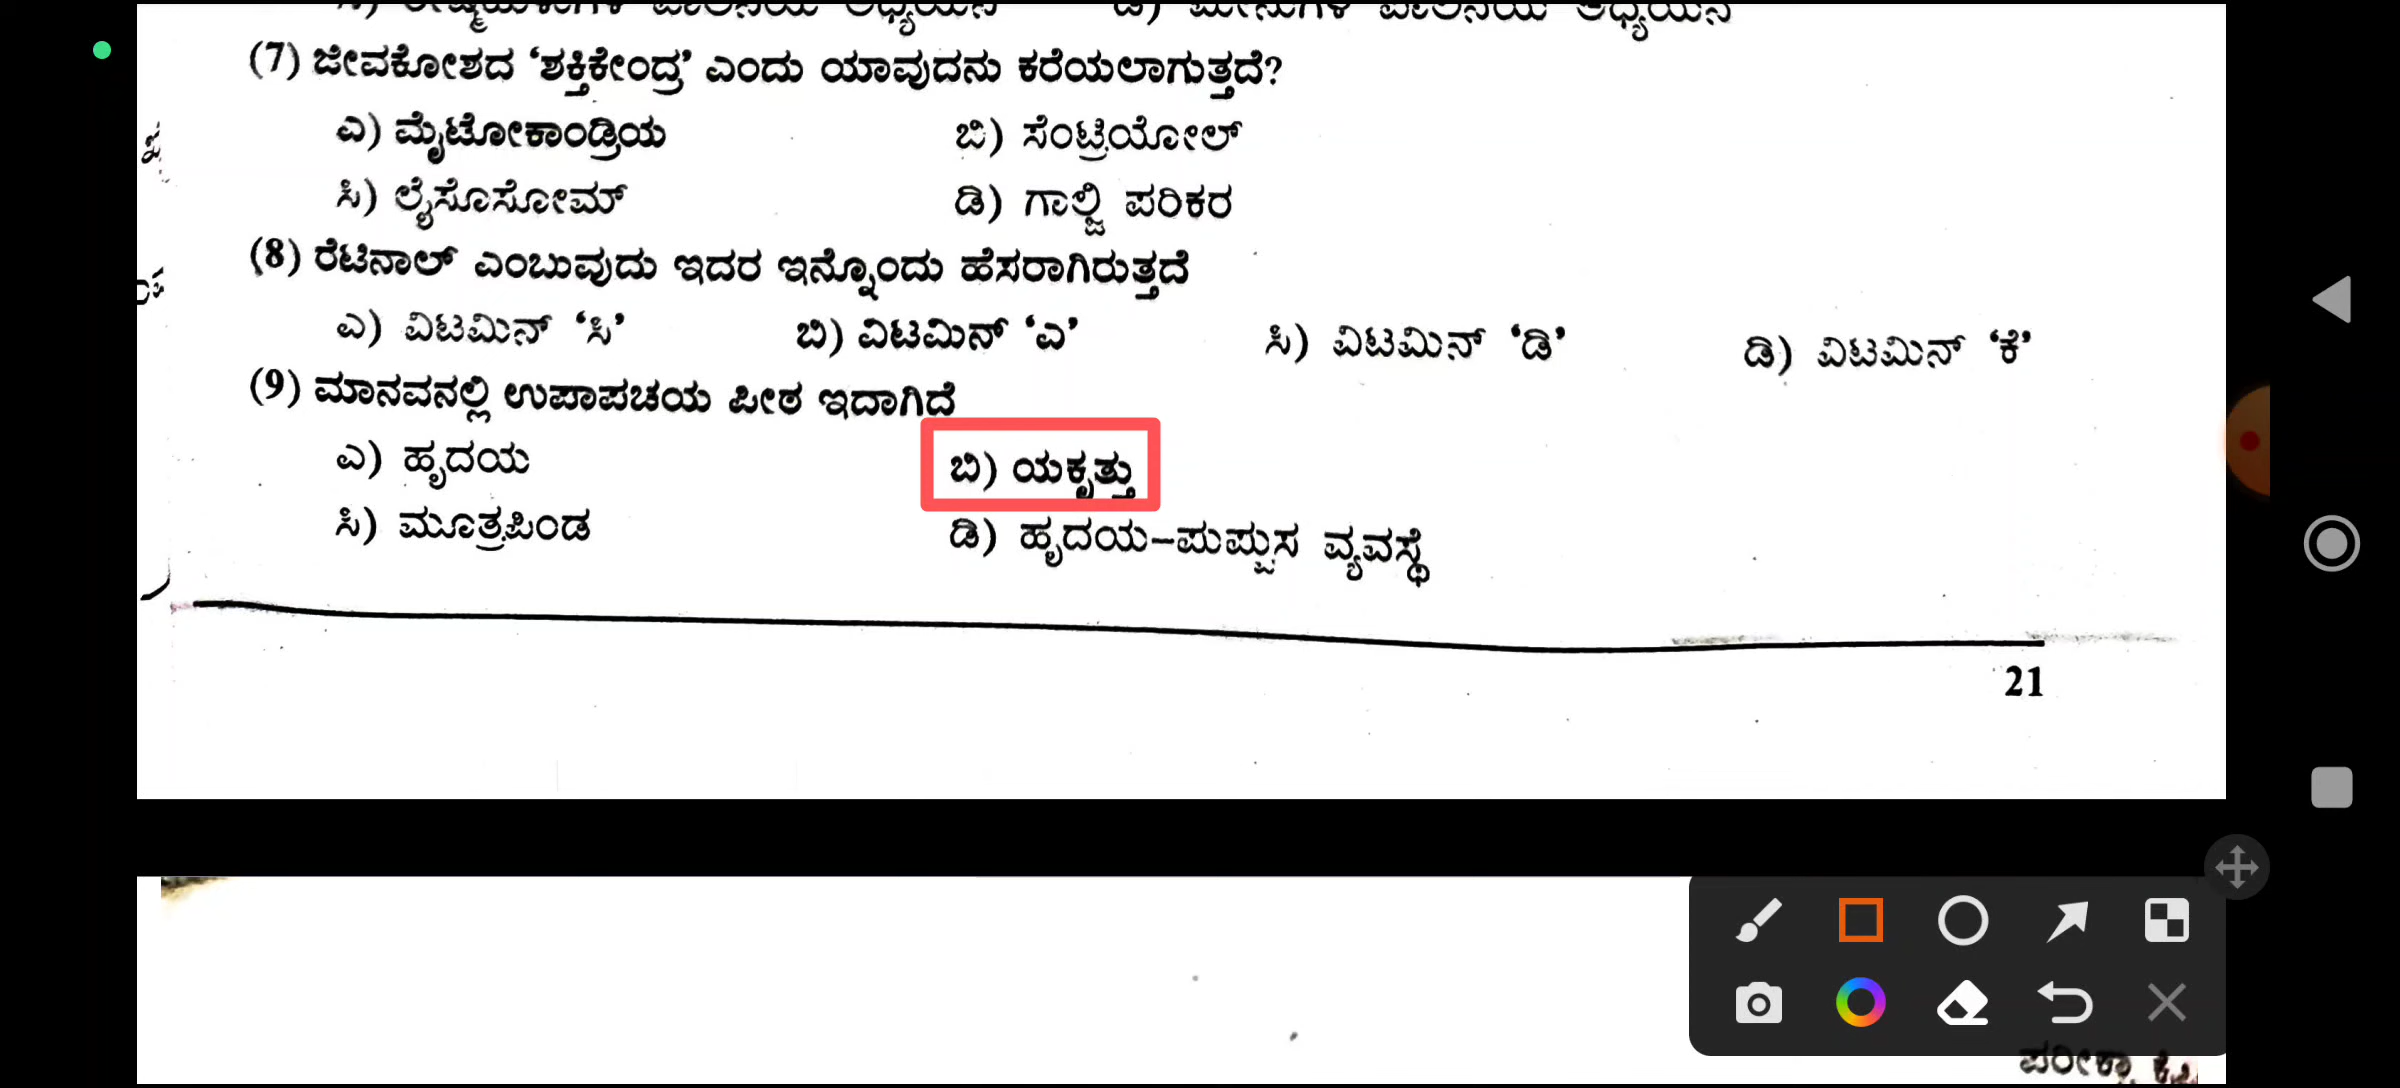 (7) ಜೀವಕೋಶದ ‘ಶಕ್ತಿಕೇಂದ್ರ’ ಎಂದು ಯಾವುದನು ಕರೆಯಲಾಗುತ್ತದೆ?
ಎ) ಮೈಟೋಕಾಂಡ್ರಿಯ ಬಿ) ಸೆಂಟ್ರಿಯೋಲ್
ಸಿ) ಲೈಸೊಸೋಮ್ ಡಿ) ಗಾಲ್ಜಿ ಪರಿಕರ
(8) ರೆಟಿನಾಲ್ ಎಂಬುವುದು ಇದರ ಇನ್ನೊಂದು ಹೆಸರಾಗಿರುತ್ತದೆ
ಎ) ವಿಟಮಿನ್ ‘ಸಿ’ ಬಿ) ವಿಟಮಿನ್ ‘ಎ’ ಸಿ) ವಿಟಮಿನ್ ‘ಡಿ’ ಡಿ) ವಿಟಮಿನ್ ‘ಕೆ’
(9) ಮಾನವನಲ್ಲಿ ಉಪಾಪಚಯ ಪೀಠ ಇದಾಗಿದೆ
ಎ) ಹೃದಯ ಬಿ) ಯಕೃತ್ತು
ಸಿ) ಮೂತ್ರಪಿಂಡ ಡಿ) ಹೃದಯ–ಪುಪ್ಪುಸ ವ್ಯವಸ್ಥೆ
21